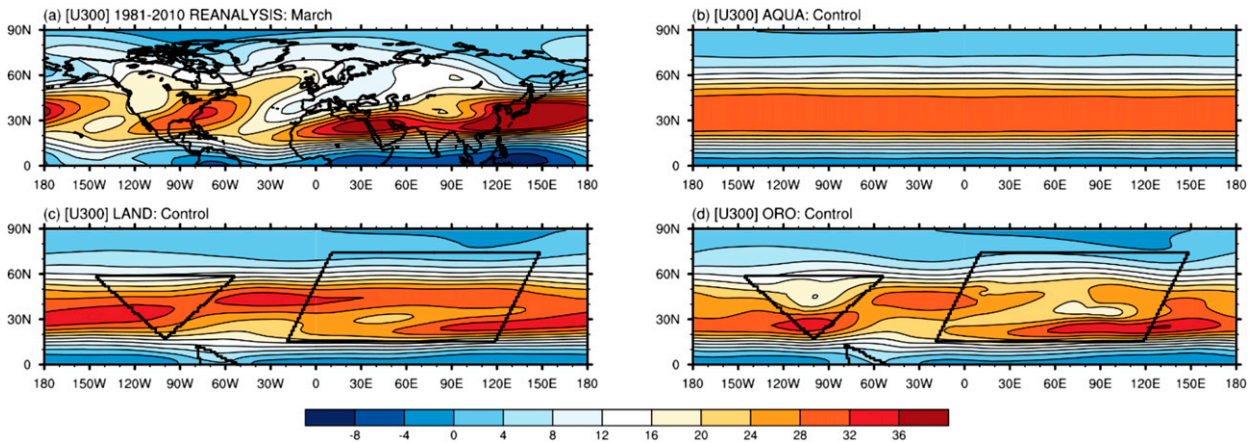 (a) [U300] 1981-2010 REANALYSIS: March
(b) [U300] AQUA: Control
90N
60N
30N
0
180 150W 120W 90W 60W 30W 0 30E 60E 90E 120E 150E 180
90N
60N
30N
0
180 150W 120W 90W 60W 30W 0 30E 60E 90E 120E 150E 180
(c) [U300] LAND: Control
(d) [U300] ORO: Control
90N
60N
30N
0
180 150W 120W 90W 60W 30W 0 30E 60E 90E 120E 150E 180
90N
60N
30N
0
180 150W 120W 90W 60W 30W 0 30E 60E 90E 120E 150E 180
-8 -4 0 4 8 12 16 20 24 28 32 36